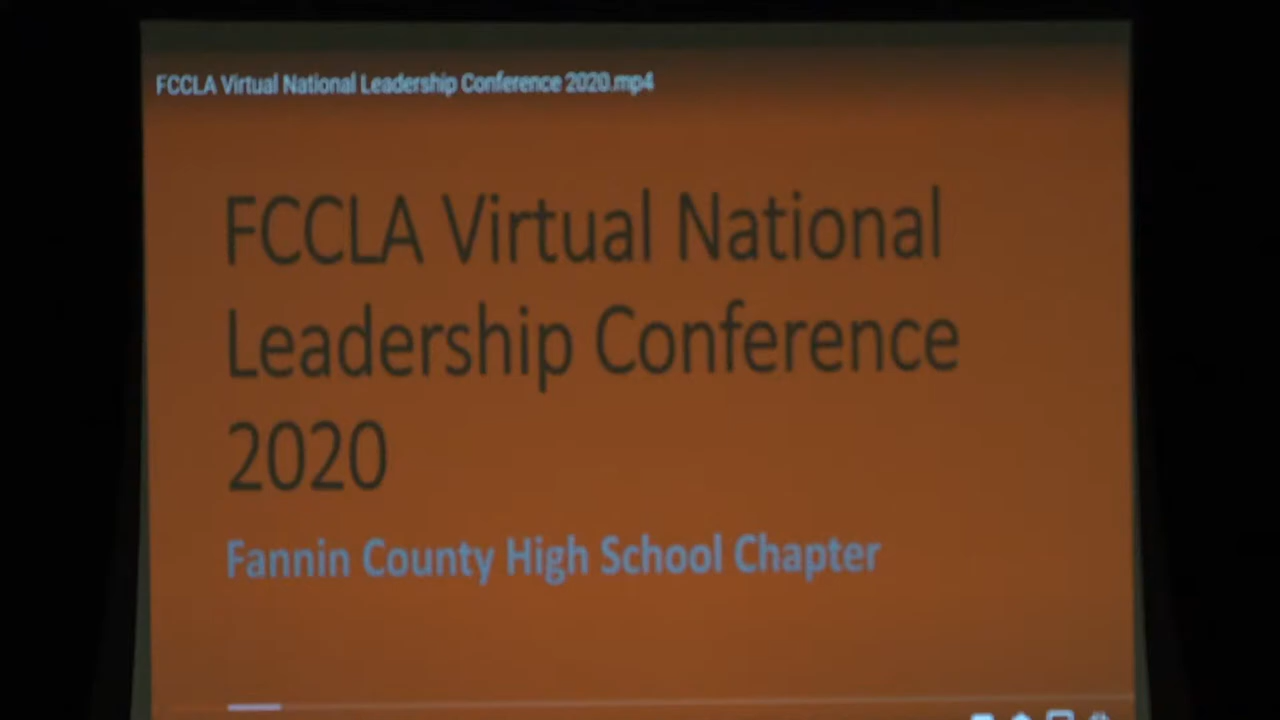 FCCLA Virtual National Leadership Conference 2020.mp4
FCCLA Virtual National
Leadership Conference
2020
Fannin County High School Chapter